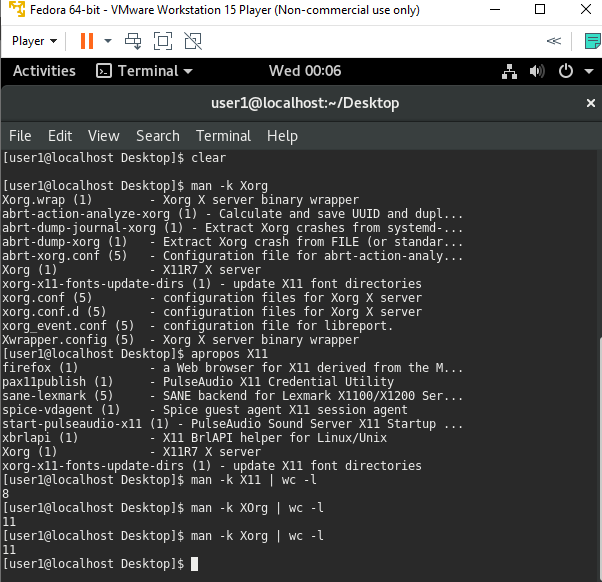 Fedora 64-bit - VMware Workstation 15 Player (Non-commercial use only)
Player
Activities Terminal Wed 00:06
user1@localhost:~/Desktop
File Edit View Search Terminal Help
[user1@localhost Desktop]$ clear
[user1@localhost Desktop]$ man -k Xorg
Xorg.wrap (1) - Xorg X server binary wrapper
abrt-action-analyze-xorg (1) - Calculate and save UUID and dupl...
abrt-dump-journal-xorg (1) - Extract Xorg crashes from systemd-...
abrt-dump-xorg (1) - Extract Xorg crash from FILE (or standar...
abrt-xorg.conf (5) - Configuration file for abrt-action-analy...
Xorg (1) - X11R7 X server
xorg-x11-fonts-update-dirs (1) - update X11 font directories
xorg.conf (5) - configuration files for Xorg X server
xorg.conf.d (5) - configuration files for Xorg X server
xorg_event.conf (5) - configuration file for libreport.
Xwrapper.config (5) - Xorg X server binary wrapper
[user1@localhost Desktop]$ apropos X11
firefox (1) - a Web browser for X11 derived from the M...
pax11publish (1) - PulseAudio X11 Credential Utility
sane-lexmark (5) - SANE backend for Lexmark X1100/X1200 Ser...
spice-vdagent (1) - Spice guest agent X11 session agent
start-pulseaudio-x11 (1) - PulseAudio Sound Server X11 Startup ...
xbrlapi (1) - X11 BrlAPI helper for Linux/Unix
Xorg (1) - X11R7 X server
xorg-x11-fonts-update-dirs (1) - update X11 font directories
[user1@localhost Desktop]$ man -k X11 | wc -l
8
[user1@localhost Desktop]$ man -k XOrg | wc -l
11
[user1@localhost Desktop]$ man -k Xorg | wc -l
11
[user1@localhost Desktop]$